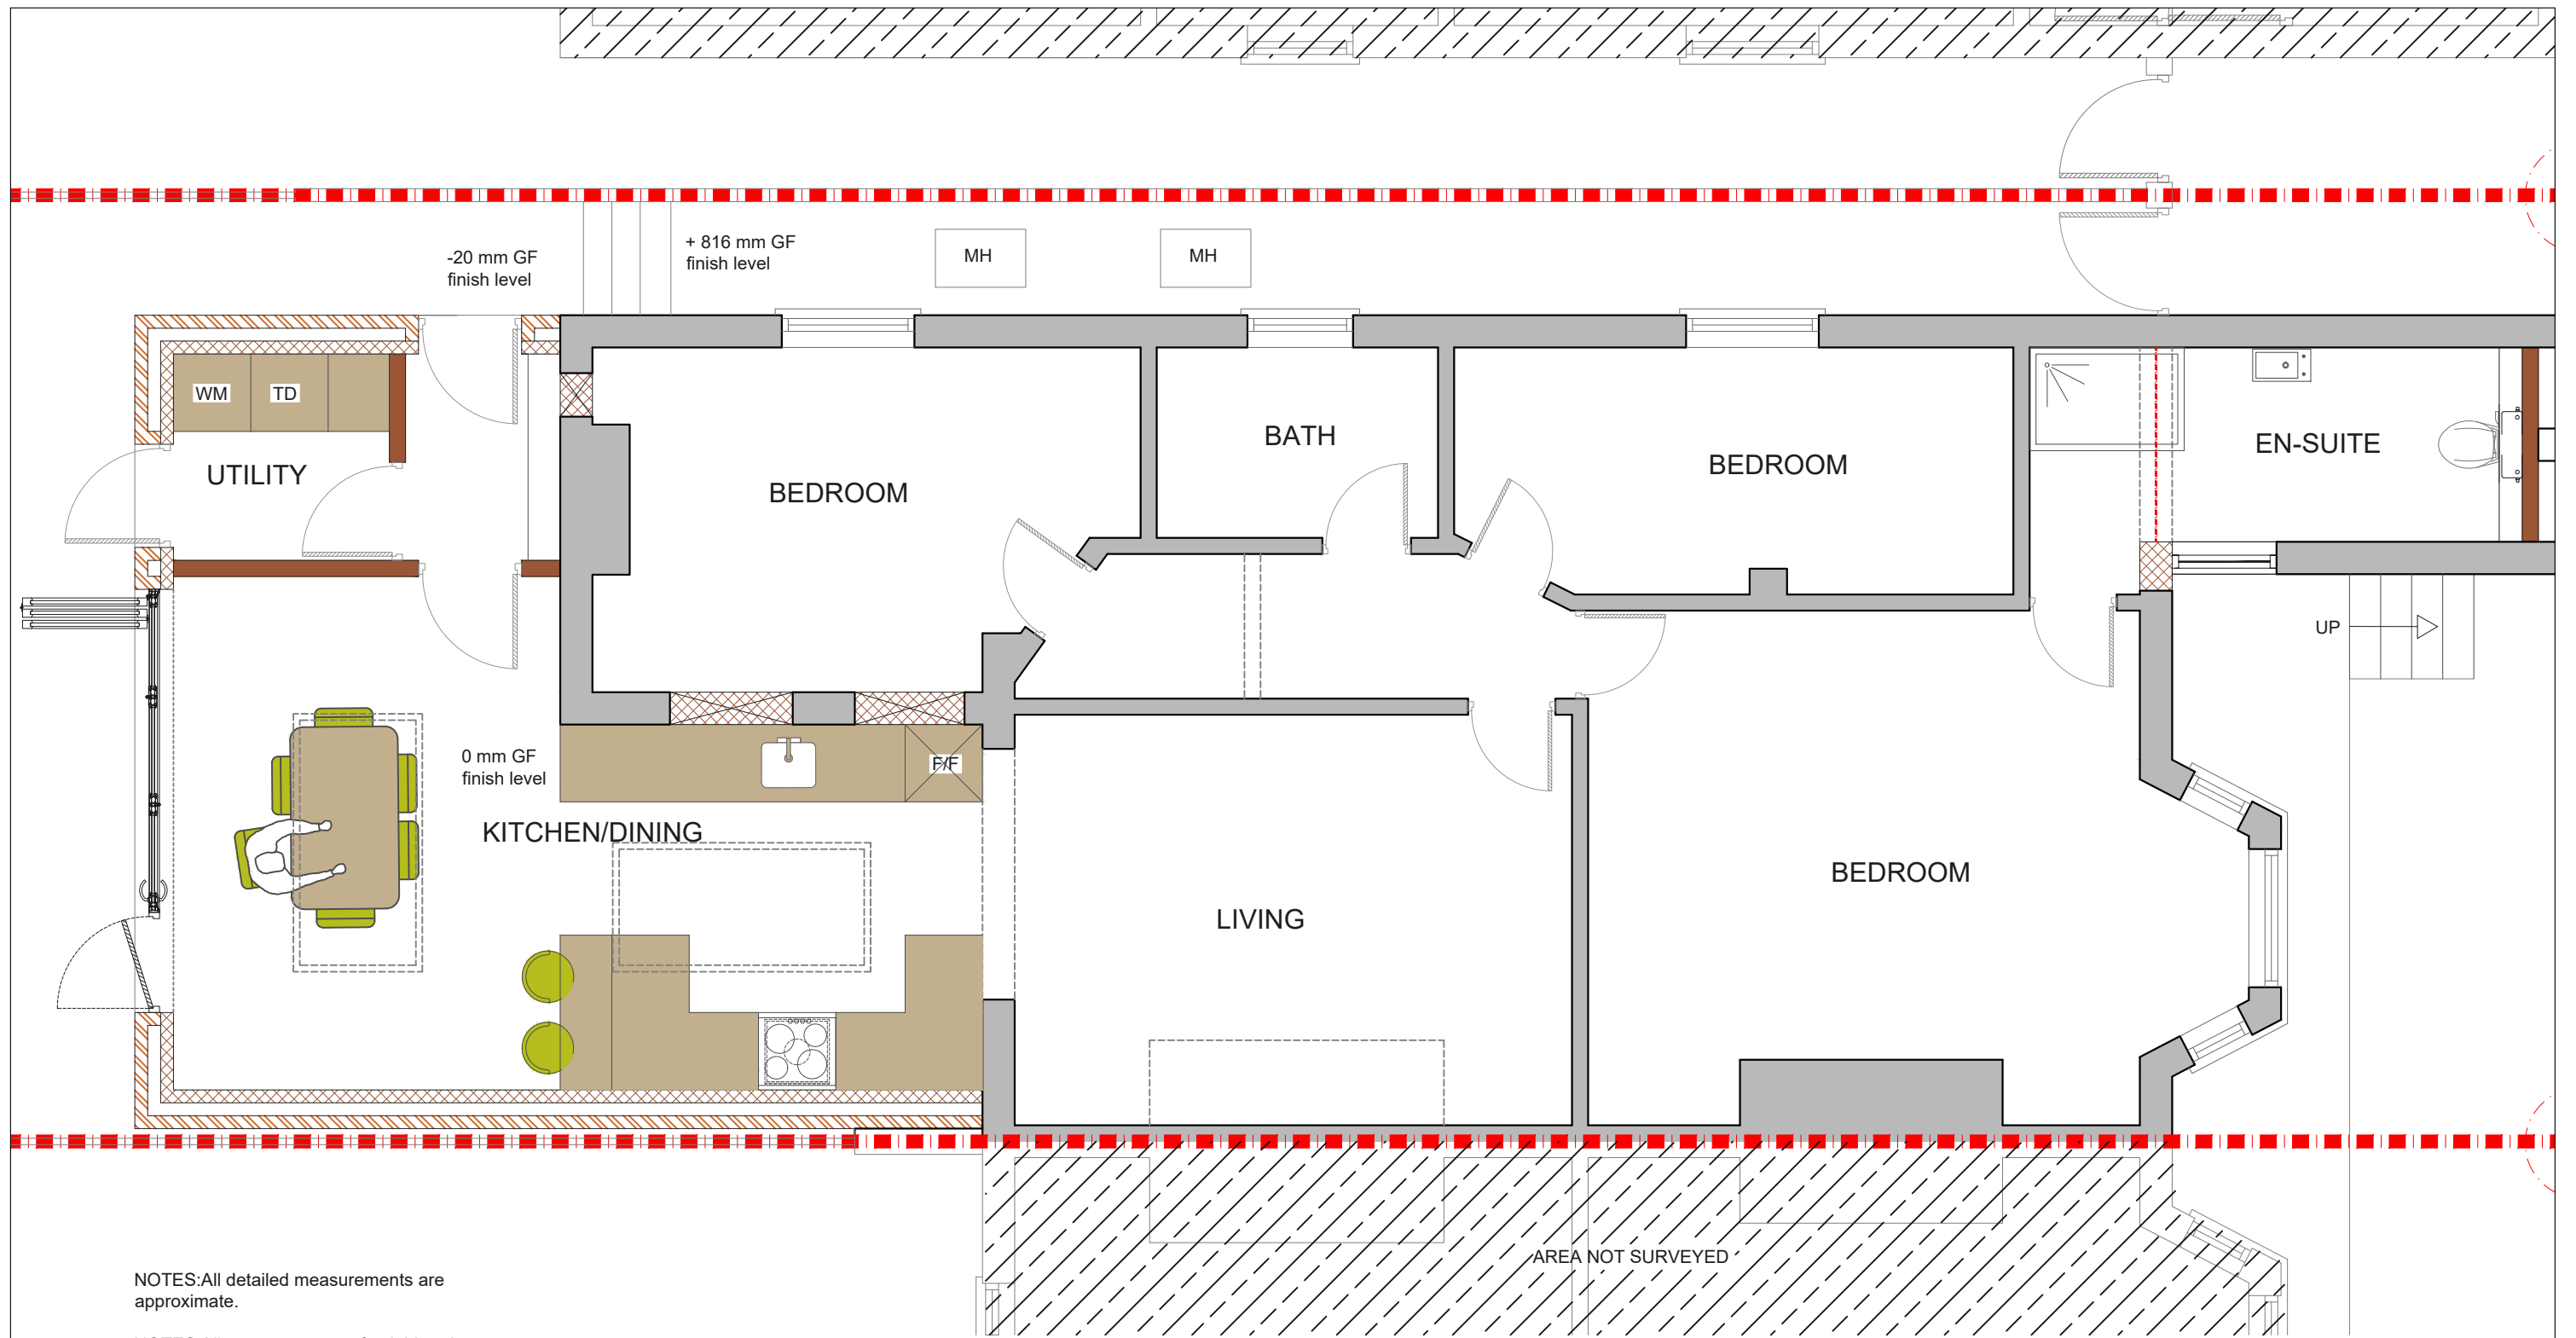 -20 mm GF
finish level
+ 816 mm GF
finish level
MH
MH
WM
TD
UTILITY
BEDROOM
BATH
BEDROOM
EN-SUITE
UP
0 mm GF
finish level
F/F
KITCHEN/DINING
LIVING
BEDROOM
AREA NOT SURVEYED
NOTES:All detailed measurements are
approximate.